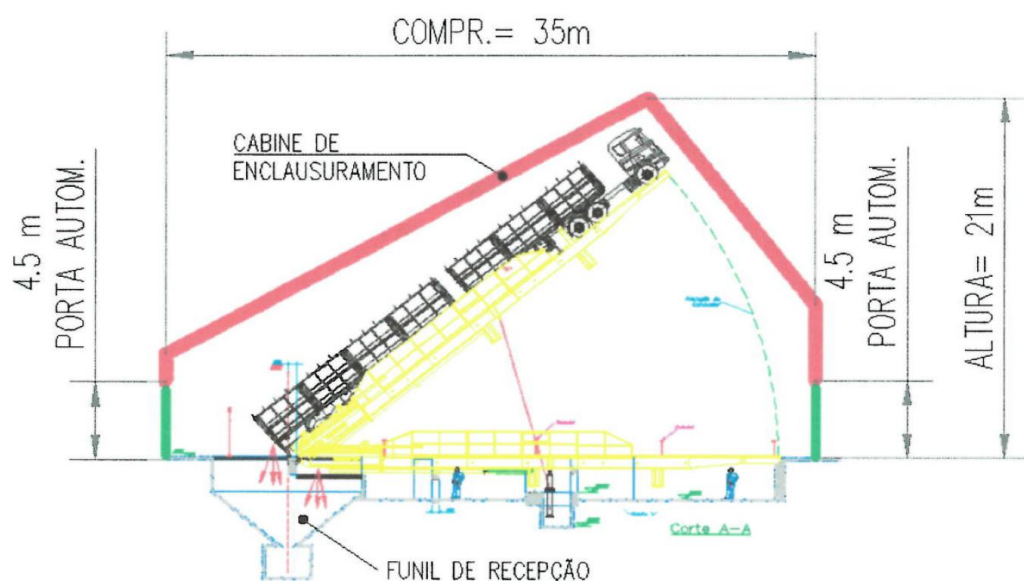 COMPR.= 35m
CABINE DE
ENCLAUSURAMENTO
4.5 m
PORTA AUTOM.
4.5 m
PORTA AUTOM.
ALTURA= 21m
Corte A-A
FUNIL DE RECEPÇÃO